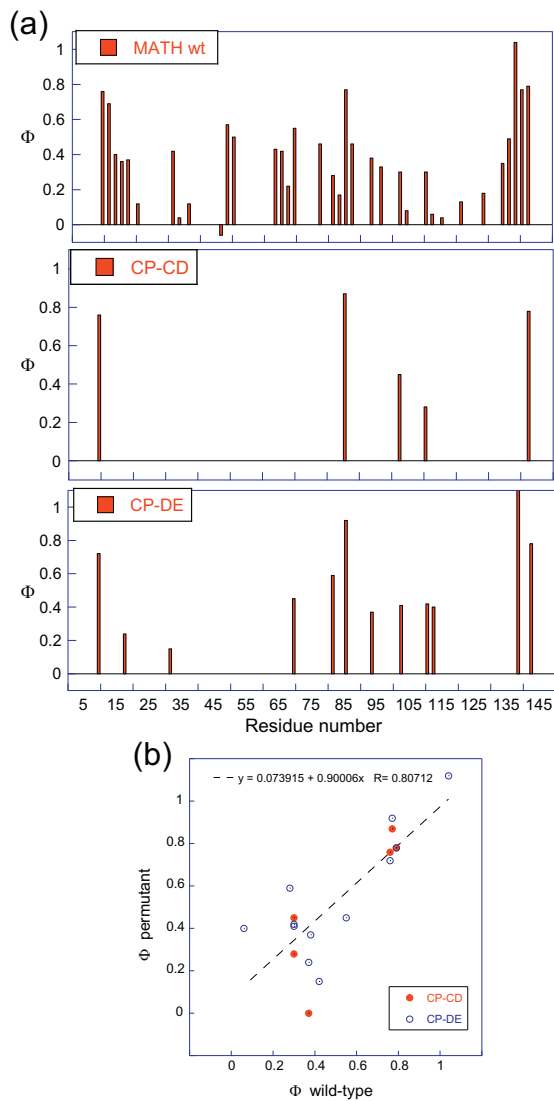 (a)
MATH wt
1
0.8
0.6
Φ
0.4
0.2
0
CP-CD
1
0.8
0.6
Φ
0.4
0.2
0
CP-DE
1
0.8
0.6
Φ
0.4
0.2
0
5 15 25 35 45 55 65 75 85 95 105 115 125 135 145
Residue number
(b)
y = 0.073915 + 0.90006x R= 0.80712
1
0.8
0.6
0.4
0.2
0
Φ permutant
CP-CD
CP-DE
0 0.2 0.4 0.6 0.8 1
Φ wild-type